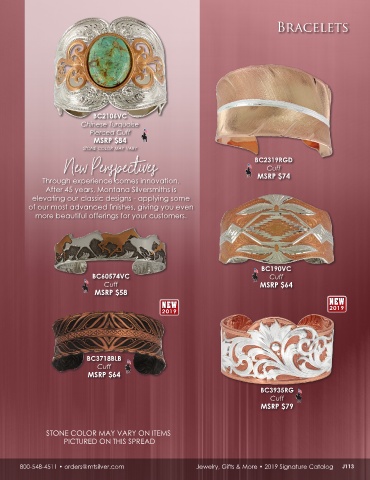 BRACELETS
BC2104VC
Chinese Turquoise
Pierced Cuff
MSRP $84
STONE COLOR MAY VARY
New Perspectives
Through experience comes innovation.
After 45 years, Montana Silversmiths is
elevating our classic designs - applying some
of our most advanced finishes, giving you even
more beautiful offerings for your customers.
BC2319RGD
Cuff
MSRP $74
BC60574VC
Cuff
MSRP $58
BC190VC
Cuff
MSRP $64
NEW
2019
BC3718BLB
Cuff
MSRP $64
NEW
2019
BC3935RG
Cuff
MSRP $79
STONE COLOR MAY VARY ON ITEMS
PICTURED ON THIS SPREAD
800-548-4511 • orders@mtsilver.com
Jewelry, Gifts & More • 2019 Signature Catalog J113